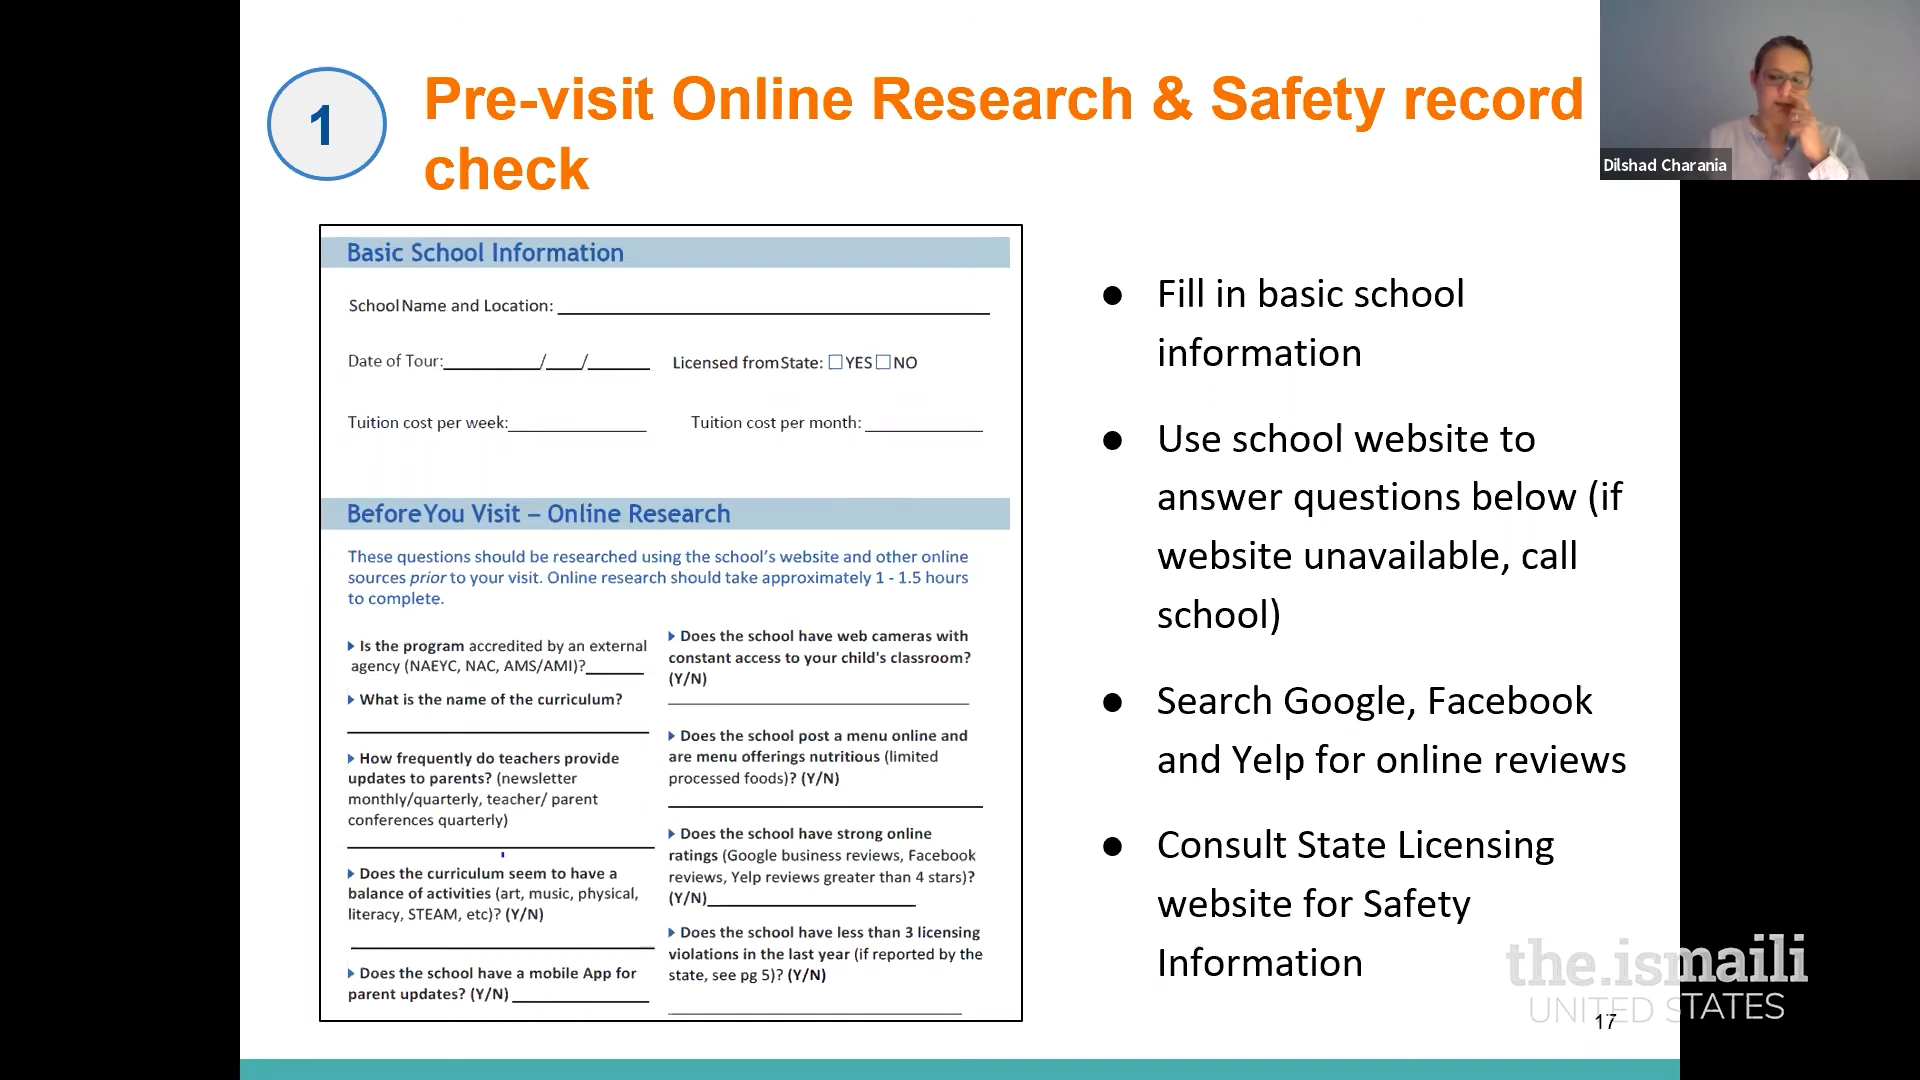 1
Pre-visit Online Research & Safety record
check
Dilshad Charania
Basic School Information
School Name and Location:
Date of Tour: / /
Licensed from State: ☐ YES ☐ NO
Tuition cost per week:
Tuition cost per month:
Before You Visit – Online Research
These questions should be researched using the school's website and other online
sources prior to your visit. Online research should take approximately 1 - 1.5 hours
to complete.
Is the program accredited by an external
agency (NAEYC, NAC, AMS/AMI)?
What is the name of the curriculum?
How frequently do teachers provide
updates to parents? (newsletter
monthly/quarterly, teacher/ parent
conferences quarterly)
Does the curriculum seem to have a
balance of activities (art, music, physical,
literacy, STEAM, etc)? (Y/N)
Does the school have a mobile App for
parent updates? (Y/N)
Does the school have web cameras with
constant access to your child's classroom?
(Y/N)
Does the school post a menu online and
are menu offerings nutritious (limited
processed foods)? (Y/N)
Does the school have strong online
ratings (Google business reviews, Facebook
reviews, Yelp reviews greater than 4 stars)?
(Y/N)
Does the school have less than 3 licensing
violations in the last year (if reported by the
state, see pg 5)? (Y/N)
● Fill in basic school
information
● Use school website to
answer questions below (if
website unavailable, call
school)
● Search Google, Facebook
and Yelp for online reviews
● Consult State Licensing
website for Safety
Information
the.ismaili
UNITED STATES
17